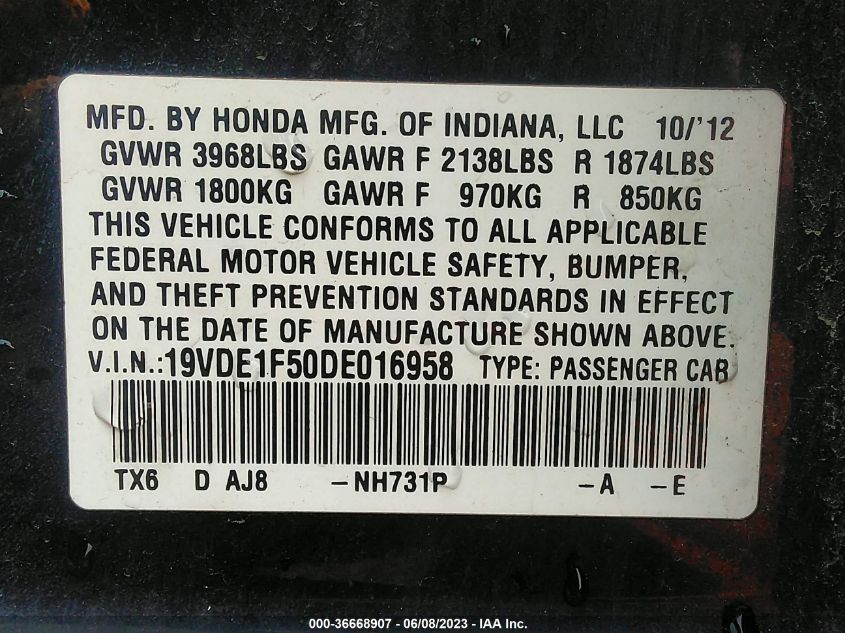 MFD. BY HONDA MFG. OF INDIANA, LLC 10/'12
GVWR 3968LBS GAWR F 2138LBS R 1874LBS
GVWR 1800KG GAWR F 970KG R 850KG
THIS VEHICLE CONFORMS TO ALL APPLICABLE
FEDERAL MOTOR VEHICLE SAFETY, BUMPER,
AND THEFT PREVENTION STANDARDS IN EFFECT
ON THE DATE OF MANUFACTURE SHOWN ABOVE.
V.I.N.:19VDE1F50DE016958 TYPE: PASSENGER CAR
TX6 D AJ8 -NH731P -A -E
000-36668907 - 06/08/2023 - IAA Inc.